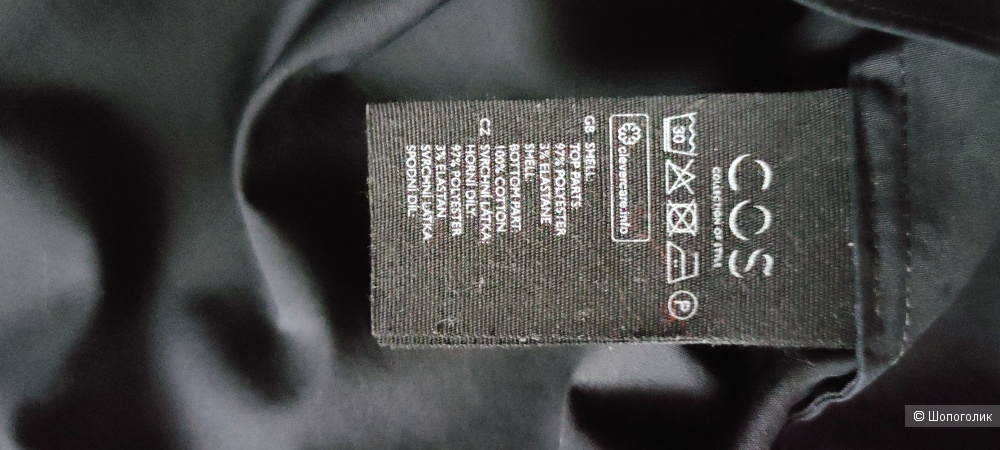 COS
COLLECTION OF STYLE
30
P
clevercare.info
GB SHELL:
TOP PARTS
97% POLYESTER
3% ELASTANE
SHELL:
BOTTOM PART:
100% COTTON
CZ SVRCHNÍ LÁTKA:
HORNÍ DÍLY:
97% POLYESTER
3% ELASTAN
SVRCHNÍ LÁTKA:
SPODNÍ DÍL:
© Шопоголик